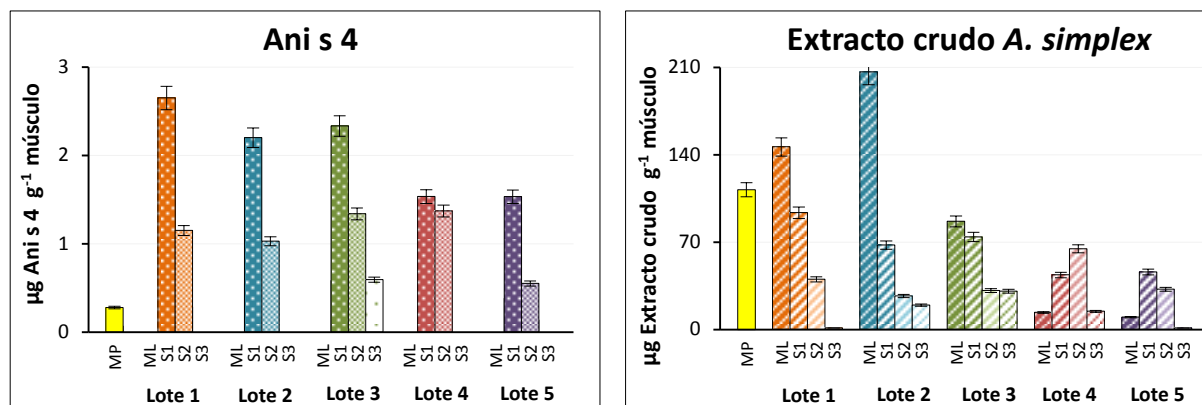 Ani s 4
µg Ani s 4 g⁻¹ músculo
3
2
1
0
MP
ML S1 S2 S3
ML S1 S2 S3
ML S1 S2 S3
ML S1 S2 S3
ML S1 S2 S3
Lote 1 Lote 2 Lote 3 Lote 4 Lote 5
Extracto crudo A. simplex
µg Extracto crudo g⁻¹ músculo
210
140
70
0
MP
ML S1 S2 S3
ML S1 S2 S3
ML S1 S2 S3
ML S1 S2 S3
ML S1 S2 S3
Lote 1 Lote 2 Lote 3 Lote 4 Lote 5